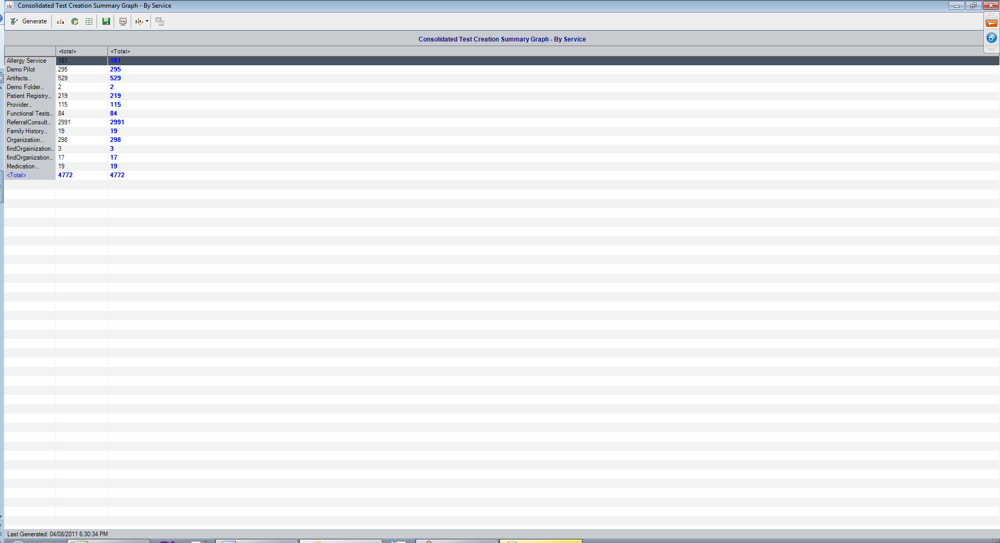 Consolidated Test Creation Summary Graph - By Service
Generate
Consolidated Test Creation Summary Graph - By Service
<total> <Total>
Allergy Service 181 181
Demo Pilot 295 295
Artifacts... 529 529
Demo Folder... 2 2
Patient Registry... 219 219
Provider... 115 115
Functional Tests... 84 84
ReferralConsult... 2991 2991
Family History... 19 19
Organization... 298 298
findOrgainization... 3 3
findOrganization... 17 17
Medication... 19 19
<Total> 4772 4772
Last Generated: 04/08/2011 6:30:34 PM